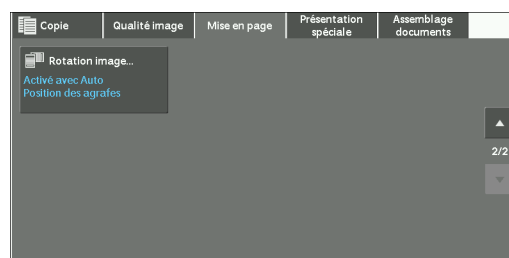 Copie
Qualité image
Mise en page
Présentation
spéciale
Assemblage
documents
Rotation image...
Activé avec Auto
Position des agrafes
2/2